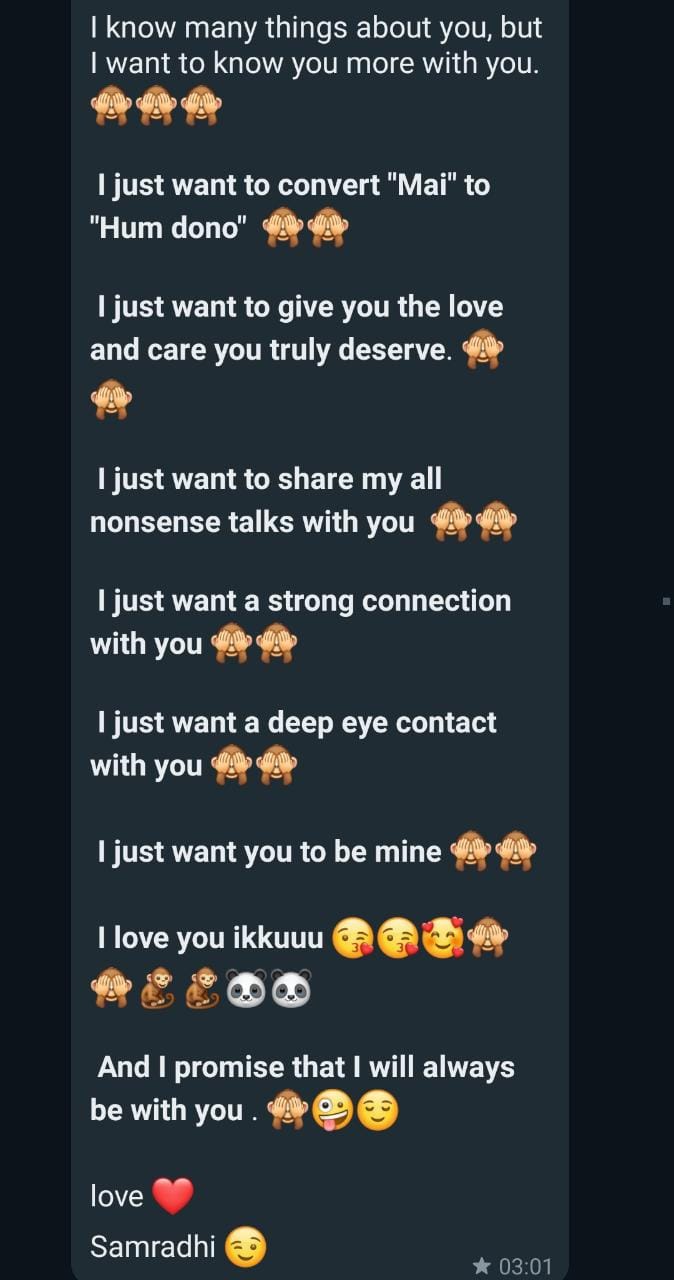 I know many things about you, but
I want to know you more with you.
🙈🙈🙈
I just want to convert "Mai" to
"Hum dono" 🙈🙈
I just want to give you the love
and care you truly deserve. 🙈
🙈
I just want to share my all
nonsense talks with you 🙈🙈
I just want a strong connection
with you 🙈🙈
I just want a deep eye contact
with you 🙈🙈
I just want you to be mine 🙈🙈
I love you ikkuuu 😘😘🥰🙈
🙈🐒🐒🐼🐼
And I promise that I will always
be with you . 🙈🤪😌
love ❤️
Samradhi 😉
★ 03:01